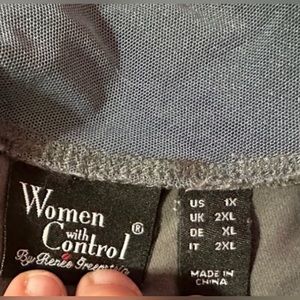 Women
with
Control ®
By Renee Greenstein
US 1X
UK 2XL
DE XL
IT 2XL
MADE IN
CHINA